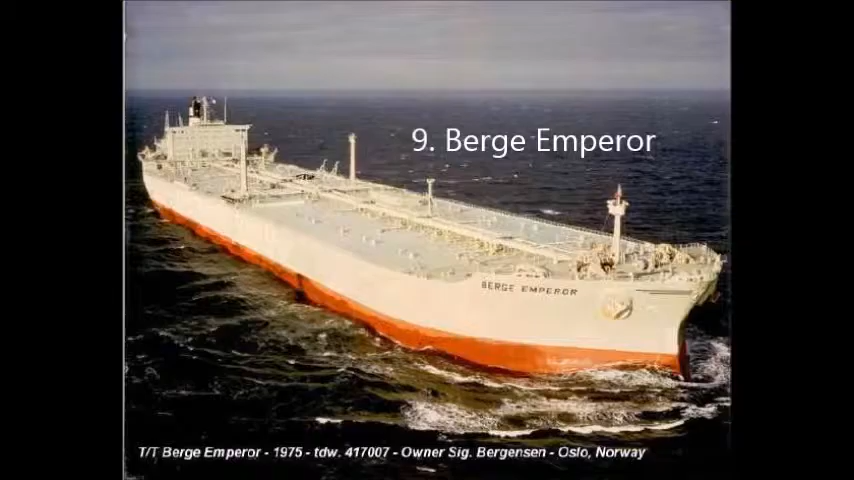 9. Berge Emperor
BERGE EMPEROR
T/T Berge Emperor - 1975 - tdw. 417007 - Owner Sig. Bergensen - Oslo, Norway